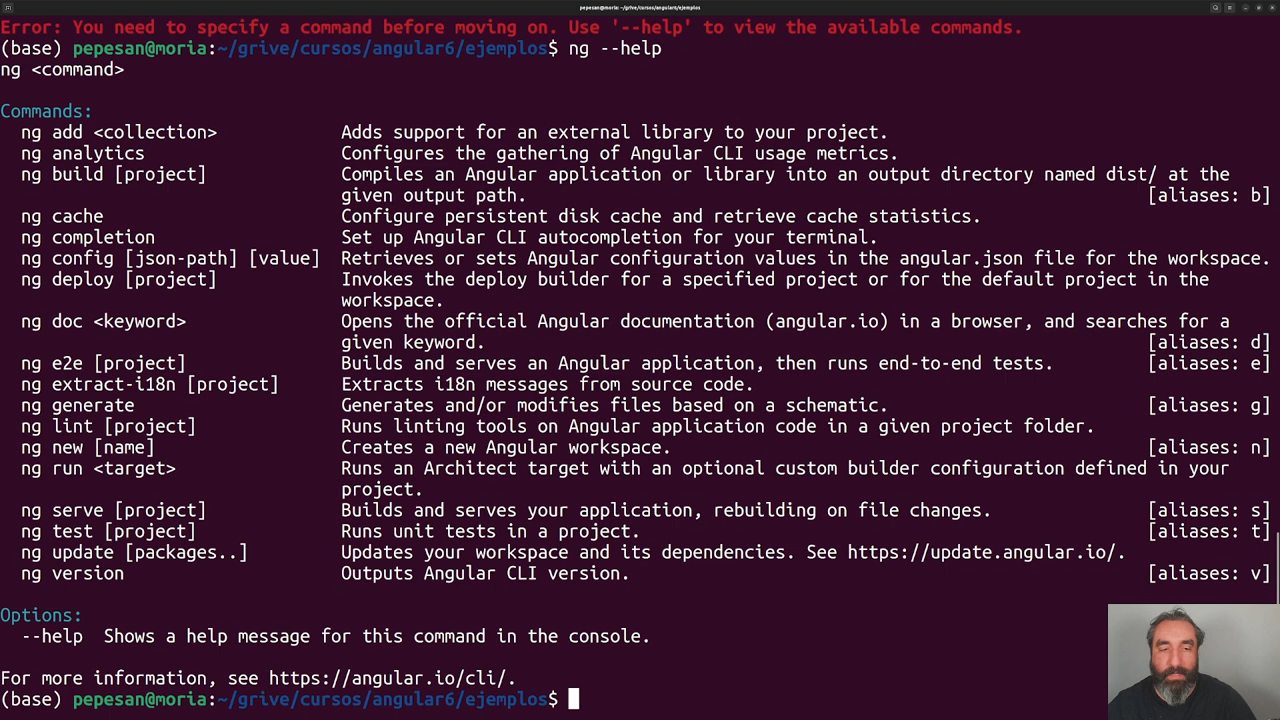 pepesan@moria: ~/grive/cursos/angular6/ejemplos
Error: You need to specify a command before moving on. Use '--help' to view the available commands.
(base) pepesan@moria:~/grive/cursos/angular6/ejemplos$ ng --help
ng <command>
Commands:
ng add <collection> Adds support for an external library to your project.
ng analytics Configures the gathering of Angular CLI usage metrics.
ng build [project] Compiles an Angular application or library into an output directory named dist/ at the
given output path. [aliases: b]
ng cache Configure persistent disk cache and retrieve cache statistics.
ng completion Set up Angular CLI autocompletion for your terminal.
ng config [json-path] [value] Retrieves or sets Angular configuration values in the angular.json file for the workspace.
ng deploy [project] Invokes the deploy builder for a specified project or for the default project in the
workspace.
ng doc <keyword> Opens the official Angular documentation (angular.io) in a browser, and searches for a
given keyword. [aliases: d]
ng e2e [project] Builds and serves an Angular application, then runs end-to-end tests. [aliases: e]
ng extract-i18n [project] Extracts i18n messages from source code.
ng generate Generates and/or modifies files based on a schematic. [aliases: g]
ng lint [project] Runs linting tools on Angular application code in a given project folder.
ng new [name] Creates a new Angular workspace. [aliases: n]
ng run <target> Runs an Architect target with an optional custom builder configuration defined in your
project.
ng serve [project] Builds and serves your application, rebuilding on file changes. [aliases: s]
ng test [project] Runs unit tests in a project. [aliases: t]
ng update [packages..] Updates your workspace and its dependencies. See https://update.angular.io/.
ng version Outputs Angular CLI version. [aliases: v]
Options:
--help Shows a help message for this command in the console.
For more information, see https://angular.io/cli/.
(base) pepesan@moria:~/grive/cursos/angular6/ejemplos$